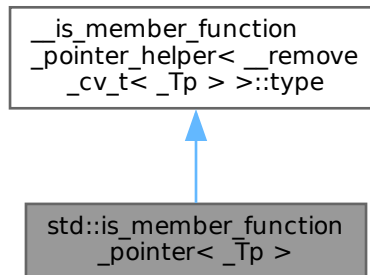 __is_member_function
_pointer_helper< __remove
_cv_t< _Tp > >::type
std::is_member_function
_pointer< _Tp >